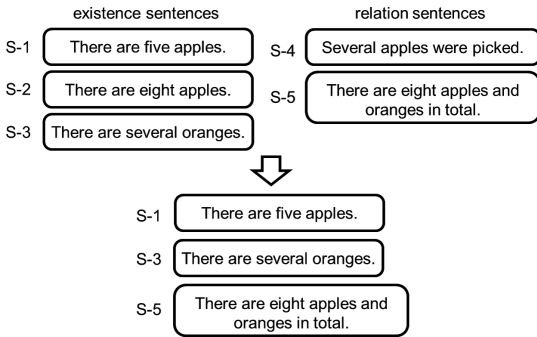 existence sentences
S-1 There are five apples.
S-2 There are eight apples.
S-3 There are several oranges.
relation sentences
S-4 Several apples were picked.
S-5 There are eight apples and
oranges in total.
S-1 There are five apples.
S-3 There are several oranges.
S-5 There are eight apples and
oranges in total.